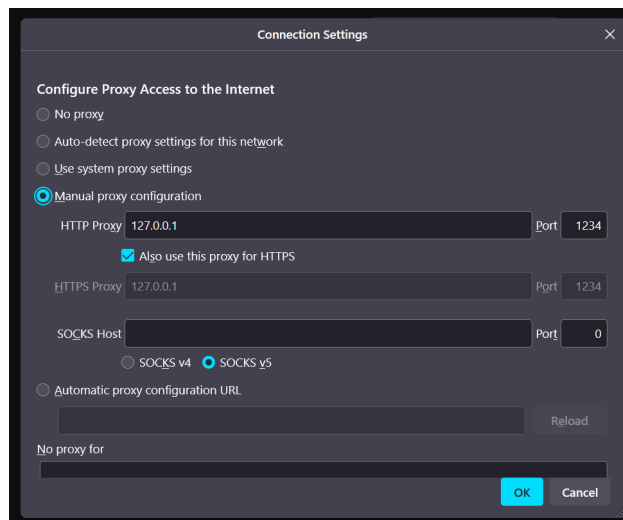 Connection Settings
Configure Proxy Access to the Internet
No proxy
Auto-detect proxy settings for this network
Use system proxy settings
Manual proxy configuration
HTTP Proxy 127.0.0.1 Port 1234
Also use this proxy for HTTPS
HTTPS Proxy 127.0.0.1 Port 1234
SOCKS Host Port 0
SOCKS v4 SOCKS v5
Automatic proxy configuration URL
Reload
No proxy for
OK Cancel